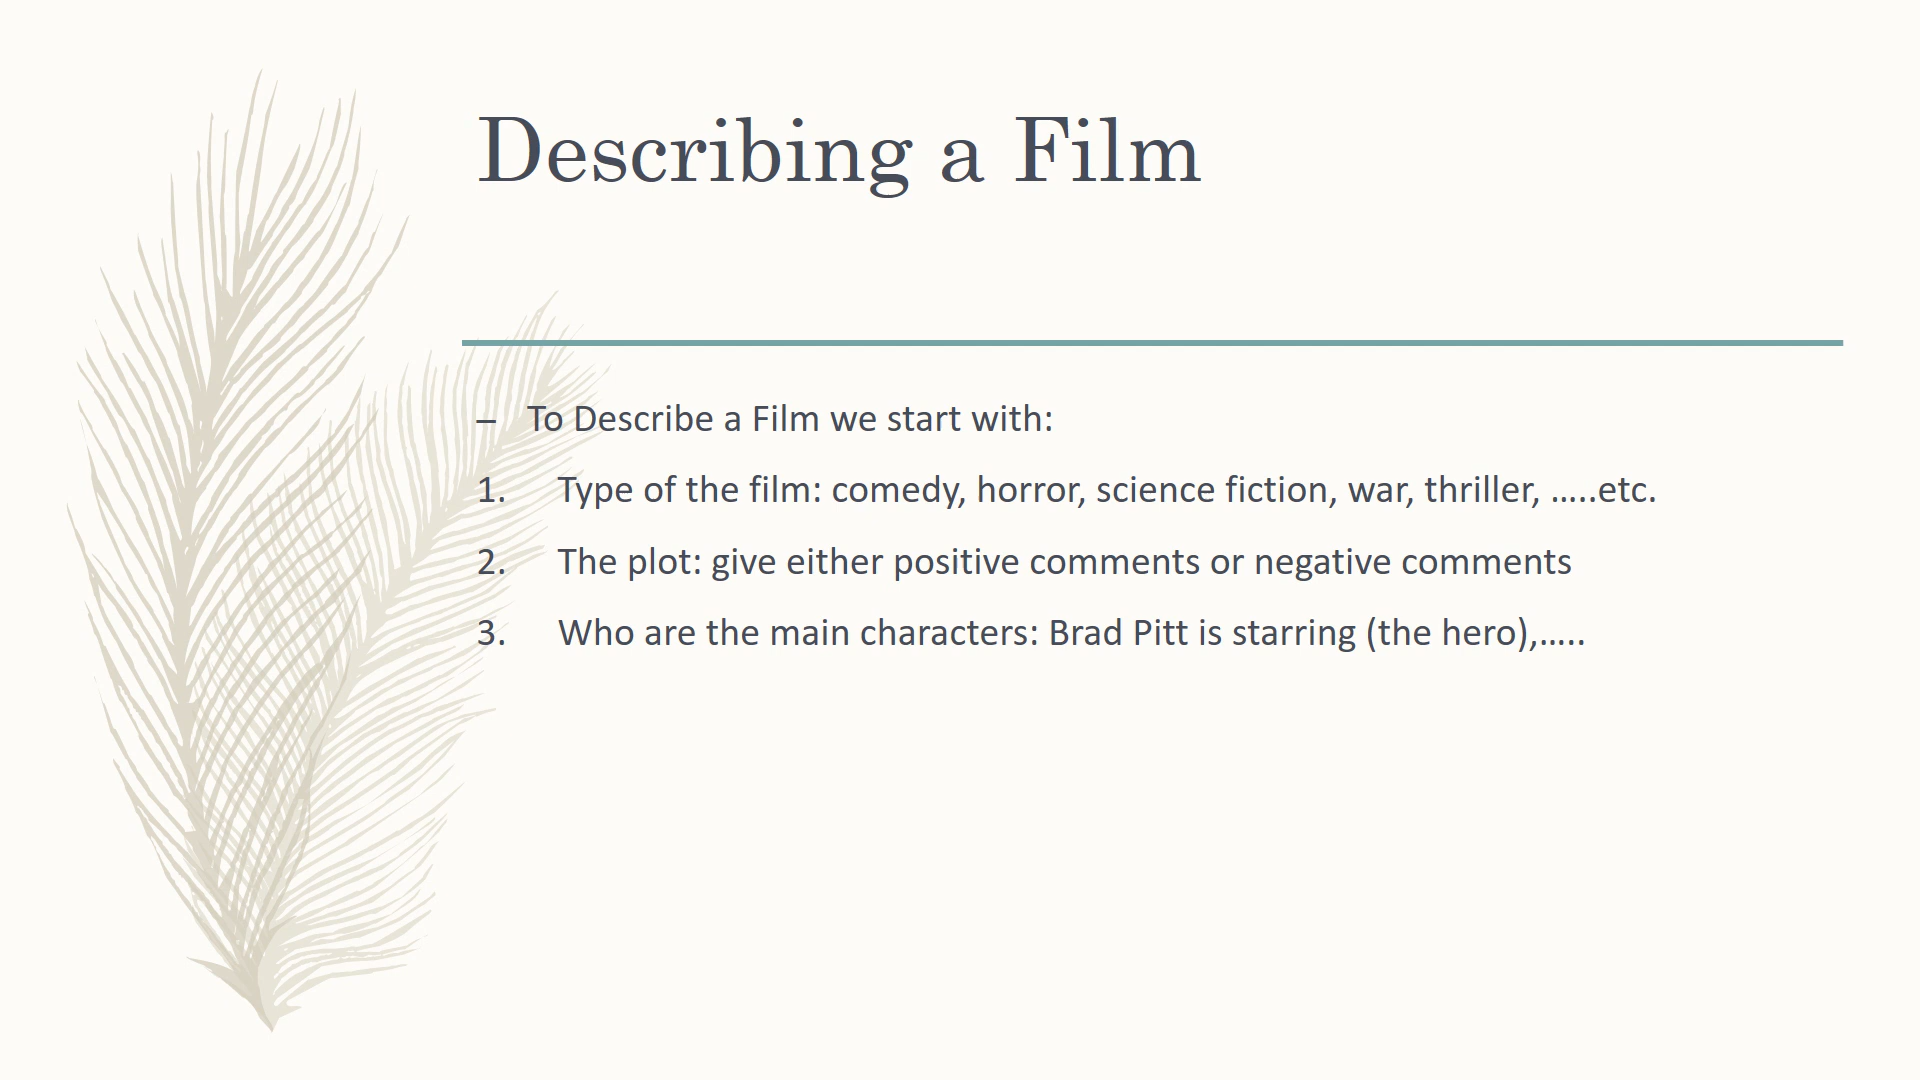 Describing a Film
– To Describe a Film we start with:
1. Type of the film: comedy, horror, science fiction, war, thriller, …..etc.
2. The plot: give either positive comments or negative comments
3. Who are the main characters: Brad Pitt is starring (the hero),…..